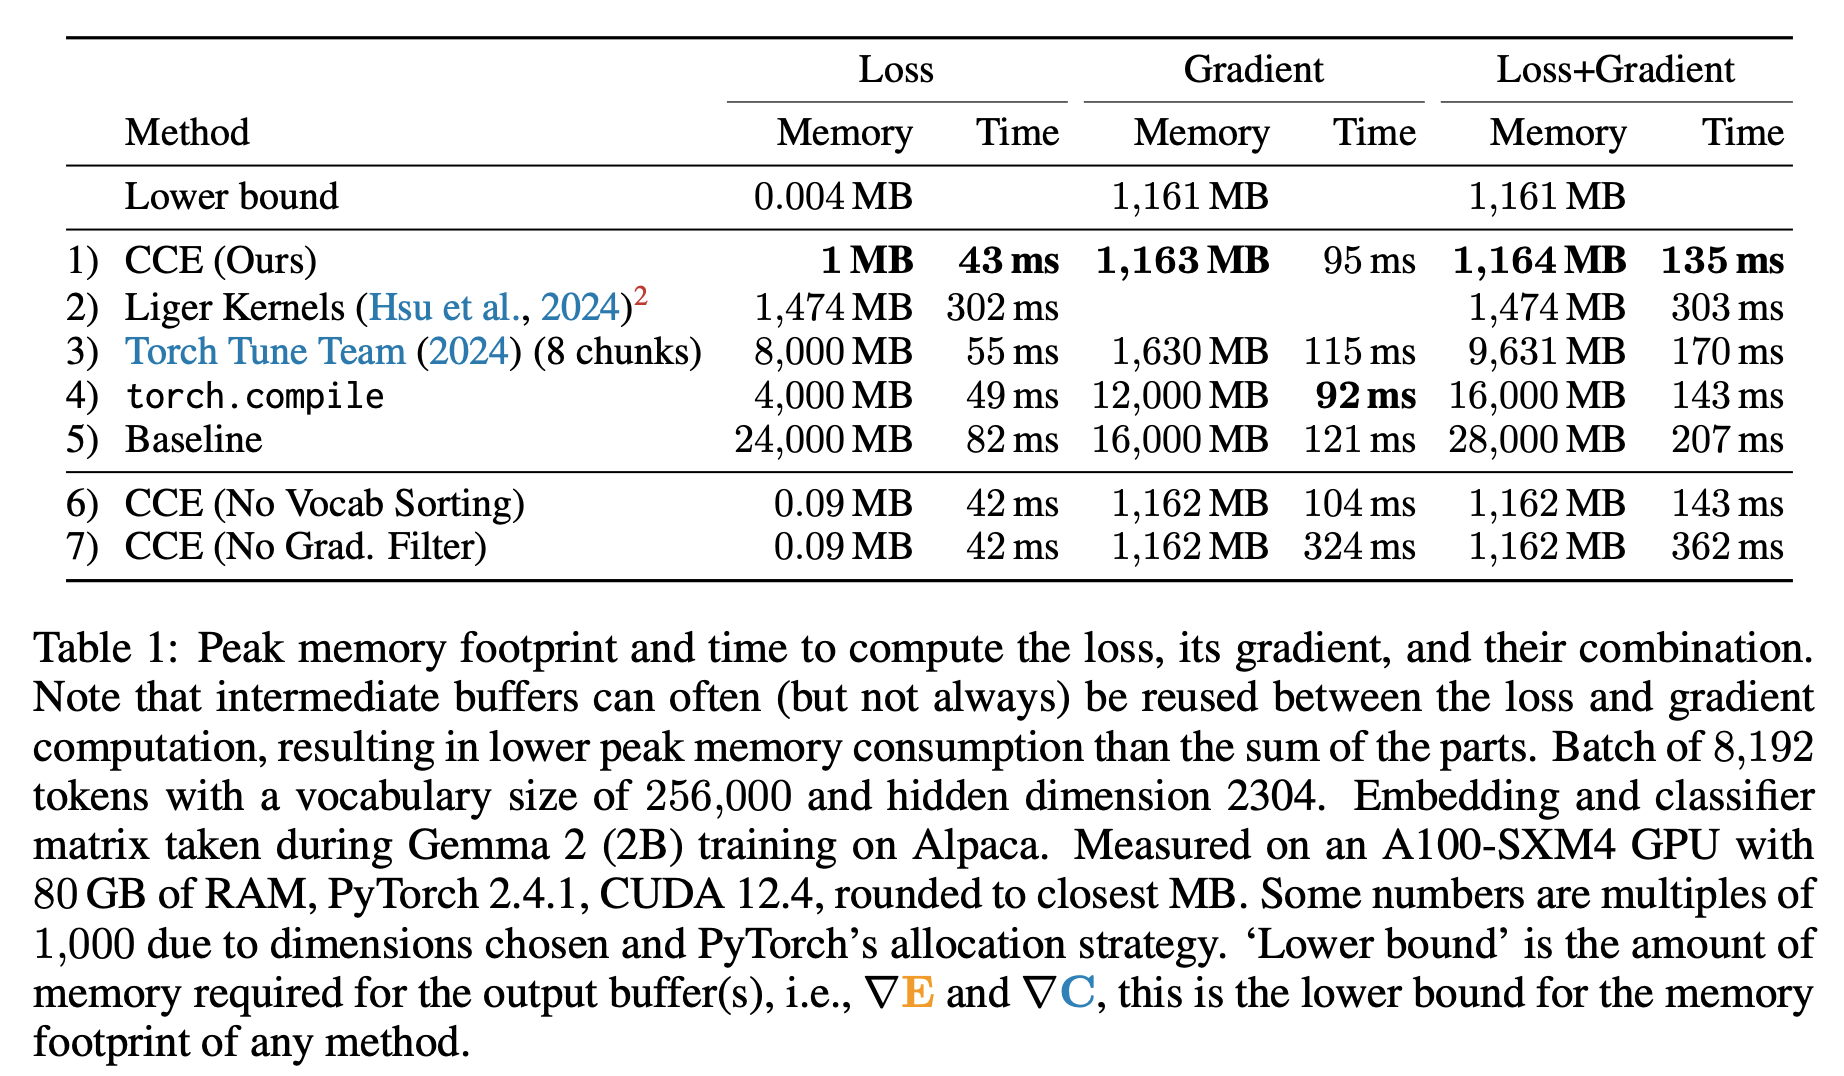 Loss Gradient Loss+Gradient
Method Memory Time Memory Time Memory Time
Lower bound 0.004 MB 1,161 MB 1,161 MB
1) CCE (Ours) 1 MB 43 ms 1,163 MB 95 ms 1,164 MB 135 ms
2) Liger Kernels (Hsu et al., 2024)2 1,474 MB 302 ms 1,474 MB 303 ms
3) Torch Tune Team (2024) (8 chunks) 8,000 MB 55 ms 1,630 MB 115 ms 9,631 MB 170 ms
4) torch.compile 4,000 MB 49 ms 12,000 MB 92 ms 16,000 MB 143 ms
5) Baseline 24,000 MB 82 ms 16,000 MB 121 ms 28,000 MB 207 ms
6) CCE (No Vocab Sorting) 0.09 MB 42 ms 1,162 MB 104 ms 1,162 MB 143 ms
7) CCE (No Grad. Filter) 0.09 MB 42 ms 1,162 MB 324 ms 1,162 MB 362 ms
Table 1: Peak memory footprint and time to compute the loss, its gradient, and their combination.
Note that intermediate buffers can often (but not always) be reused between the loss and gradient
computation, resulting in lower peak memory consumption than the sum of the parts. Batch of 8,192
tokens with a vocabulary size of 256,000 and hidden dimension 2304. Embedding and classifier
matrix taken during Gemma 2 (2B) training on Alpaca. Measured on an A100-SXM4 GPU with
80 GB of RAM, PyTorch 2.4.1, CUDA 12.4, rounded to closest MB. Some numbers are multiples of
1,000 due to dimensions chosen and PyTorch’s allocation strategy. ‘Lower bound’ is the amount of
memory required for the output buffer(s), i.e., ∇E and ∇C, this is the lower bound for the memory
footprint of any method.